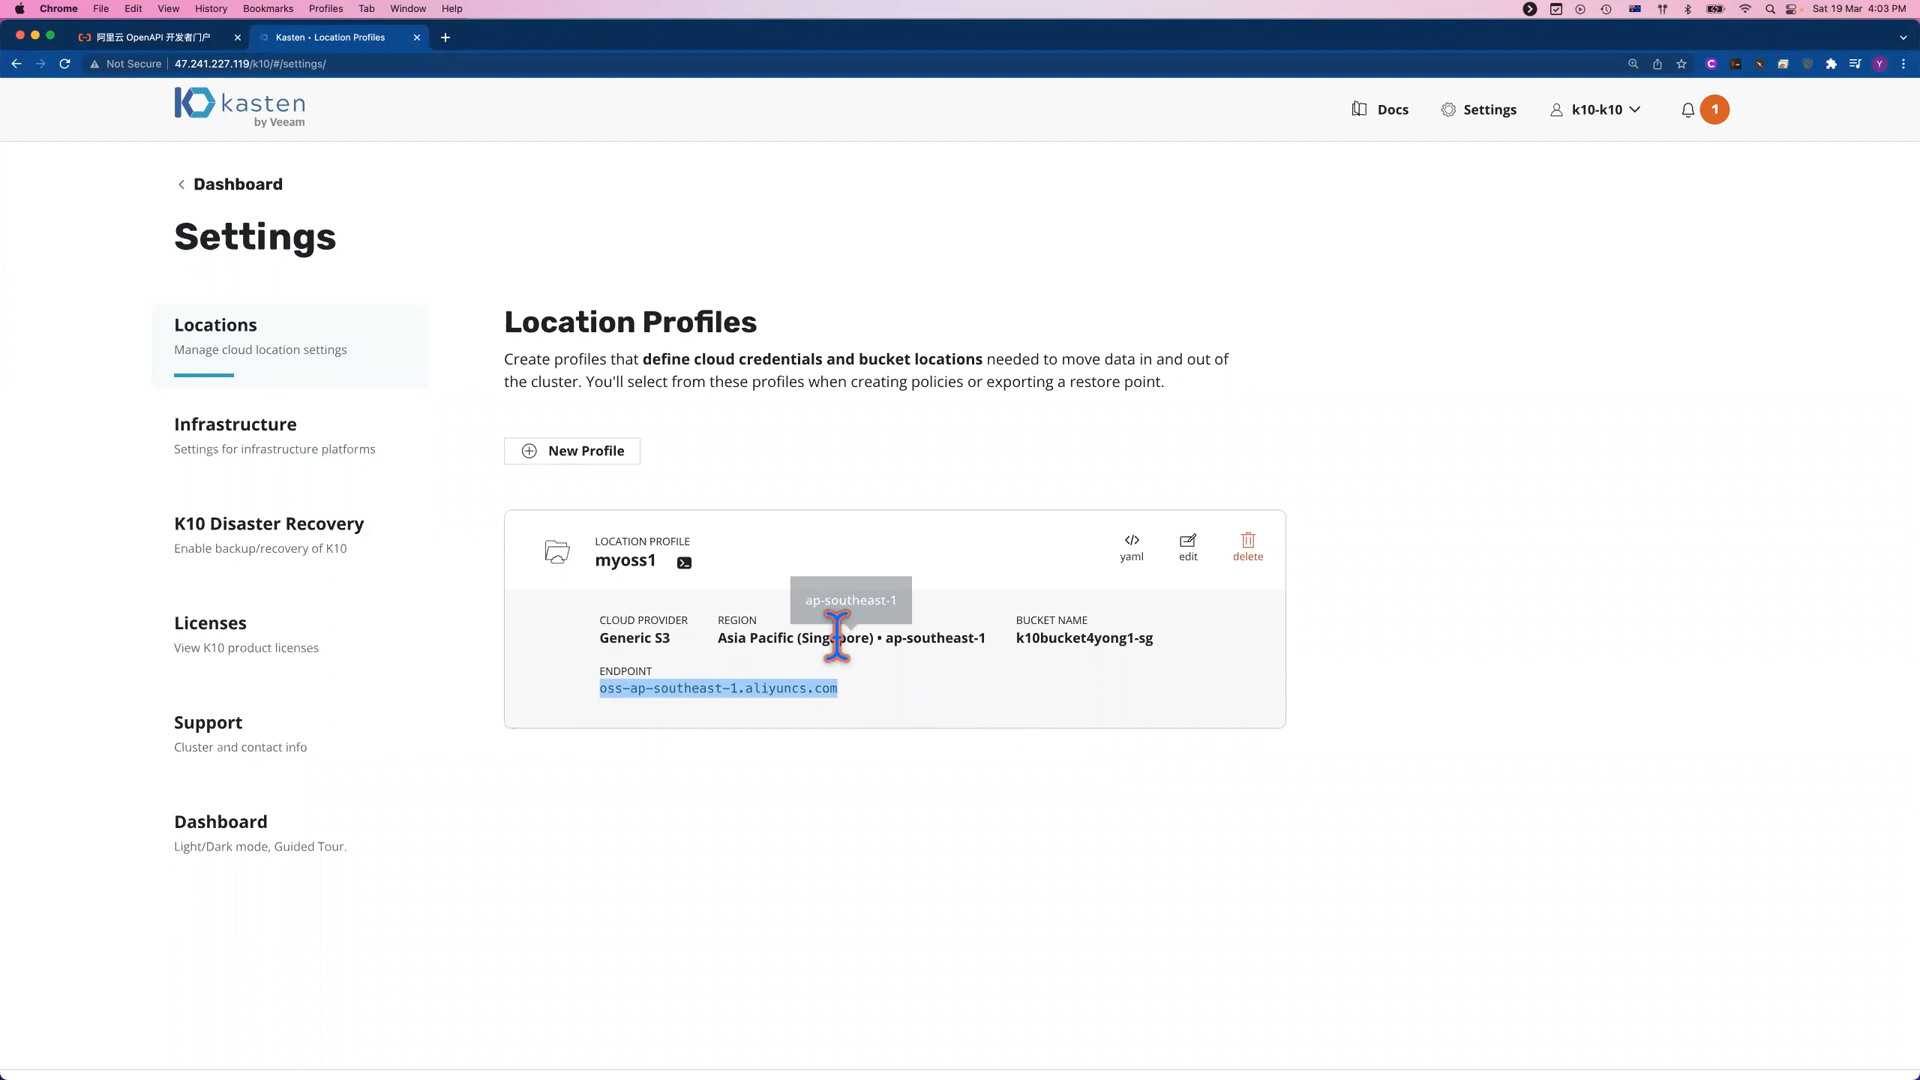 Chrome File Edit View History Bookmarks Profiles Tab Window Help Sat 19 Mar 4:03 PM
阿里云 OpenAPI 开发者门户 Kasten • Location Profiles
Not Secure 47.241.227.119/k10/#/settings/
kasten
by Veeam
Docs Settings k10-k10 1
Dashboard
Settings
Locations
Manage cloud location settings
Infrastructure
Settings for infrastructure platforms
K10 Disaster Recovery
Enable backup/recovery of K10
Licenses
View K10 product licenses
Support
Cluster and contact info
Dashboard
Light/Dark mode, Guided Tour.
Location Profiles
Create profiles that define cloud credentials and bucket locations needed to move data in and out of
the cluster. You'll select from these profiles when creating policies or exporting a restore point.
New Profile
LOCATION PROFILE
myoss1
yaml edit delete
ap-southeast-1
CLOUD PROVIDER REGION BUCKET NAME
Generic S3 Asia Pacific (Singapore) • ap-southeast-1 k10bucket4yong1-sg
ENDPOINT
oss-ap-southeast-1.aliyuncs.com